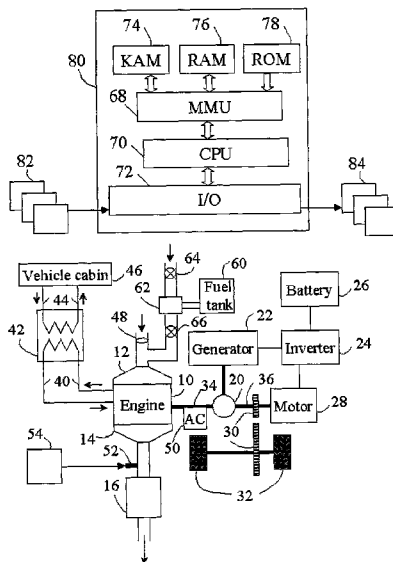 74
76
78
80
KAM
RAM
ROM
68
MMU
70
CPU
82
72
84
I/O
64
Vehicle cabin
46
60
Fuel tank
62
Battery
26
44
48
66
22
42
12
Generator
Inverter
24
10
34
20
36
40
Engine
AC
Motor
28
14
50
30
54
52
32
16